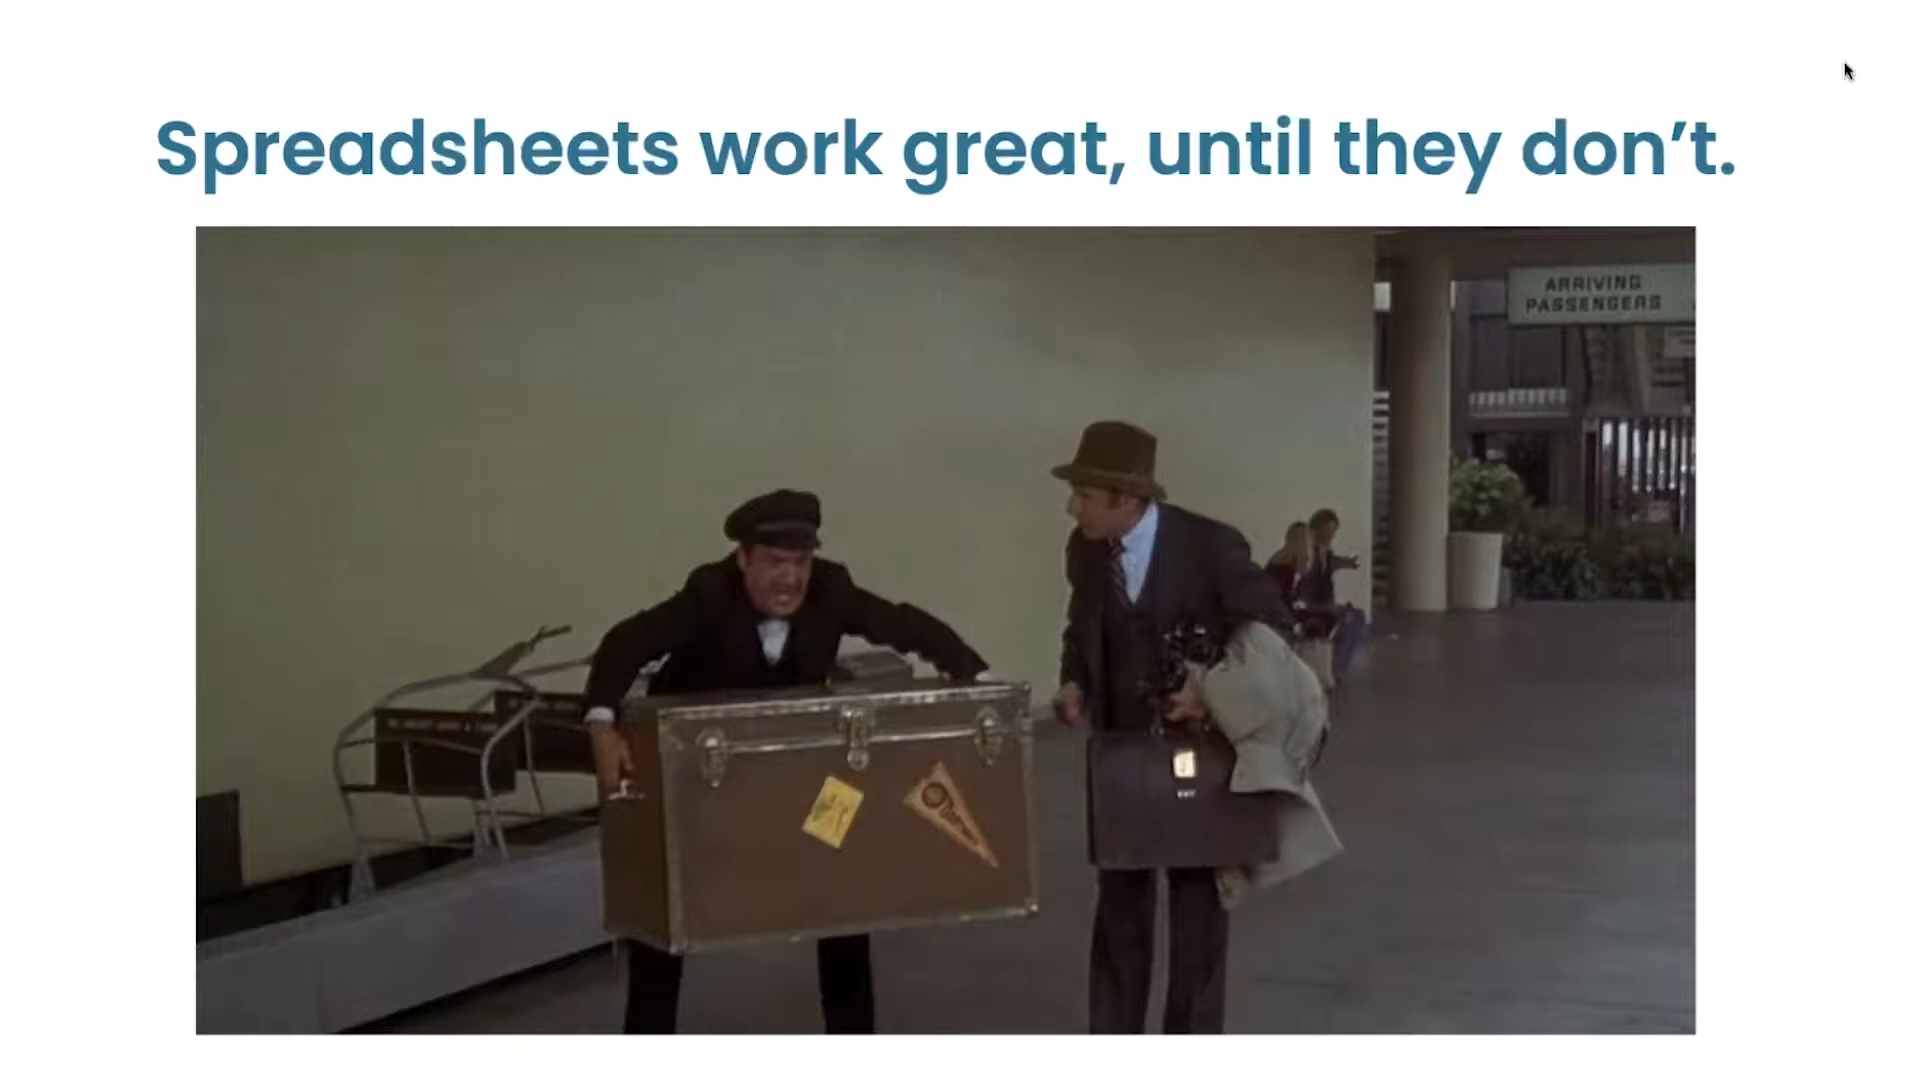 Spreadsheets work great, until they don’t.
ARRIVING
PASSENGERS